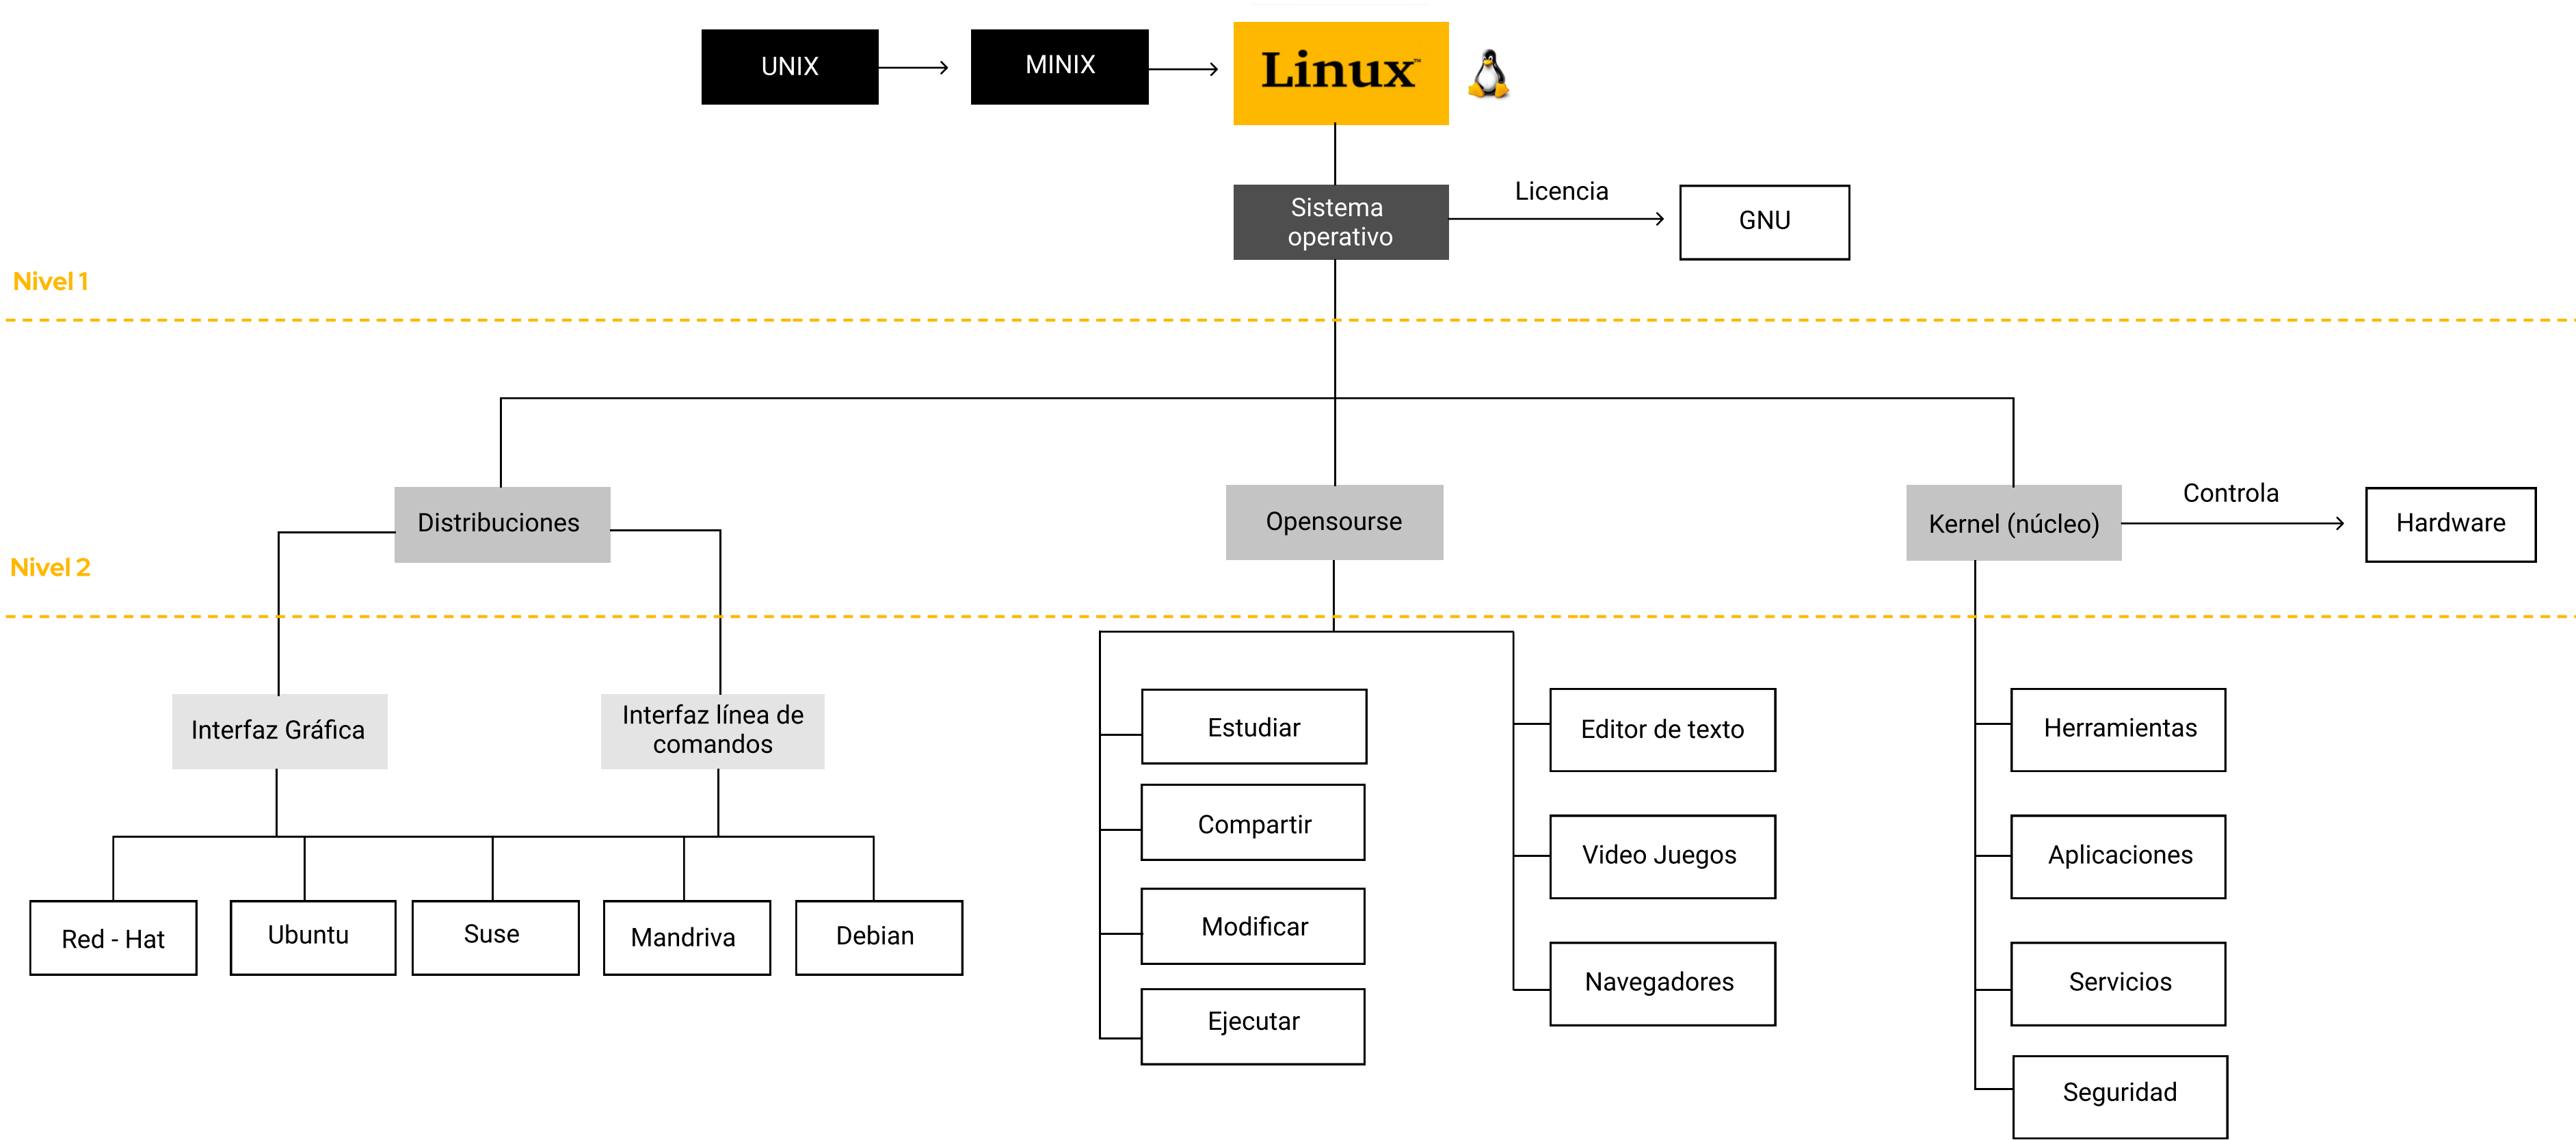 UNIX
MINIX
Linux™
Sistema
operativo
Licencia
GNU
Nivel 1
Distribuciones
Opensourse
Kernel (núcleo)
Controla
Hardware
Nivel 2
Interfaz Gráfica
Interfaz línea de
comandos
Red - Hat
Ubuntu
Suse
Mandriva
Debian
Estudiar
Compartir
Modificar
Ejecutar
Editor de texto
Video Juegos
Navegadores
Herramientas
Aplicaciones
Servicios
Seguridad